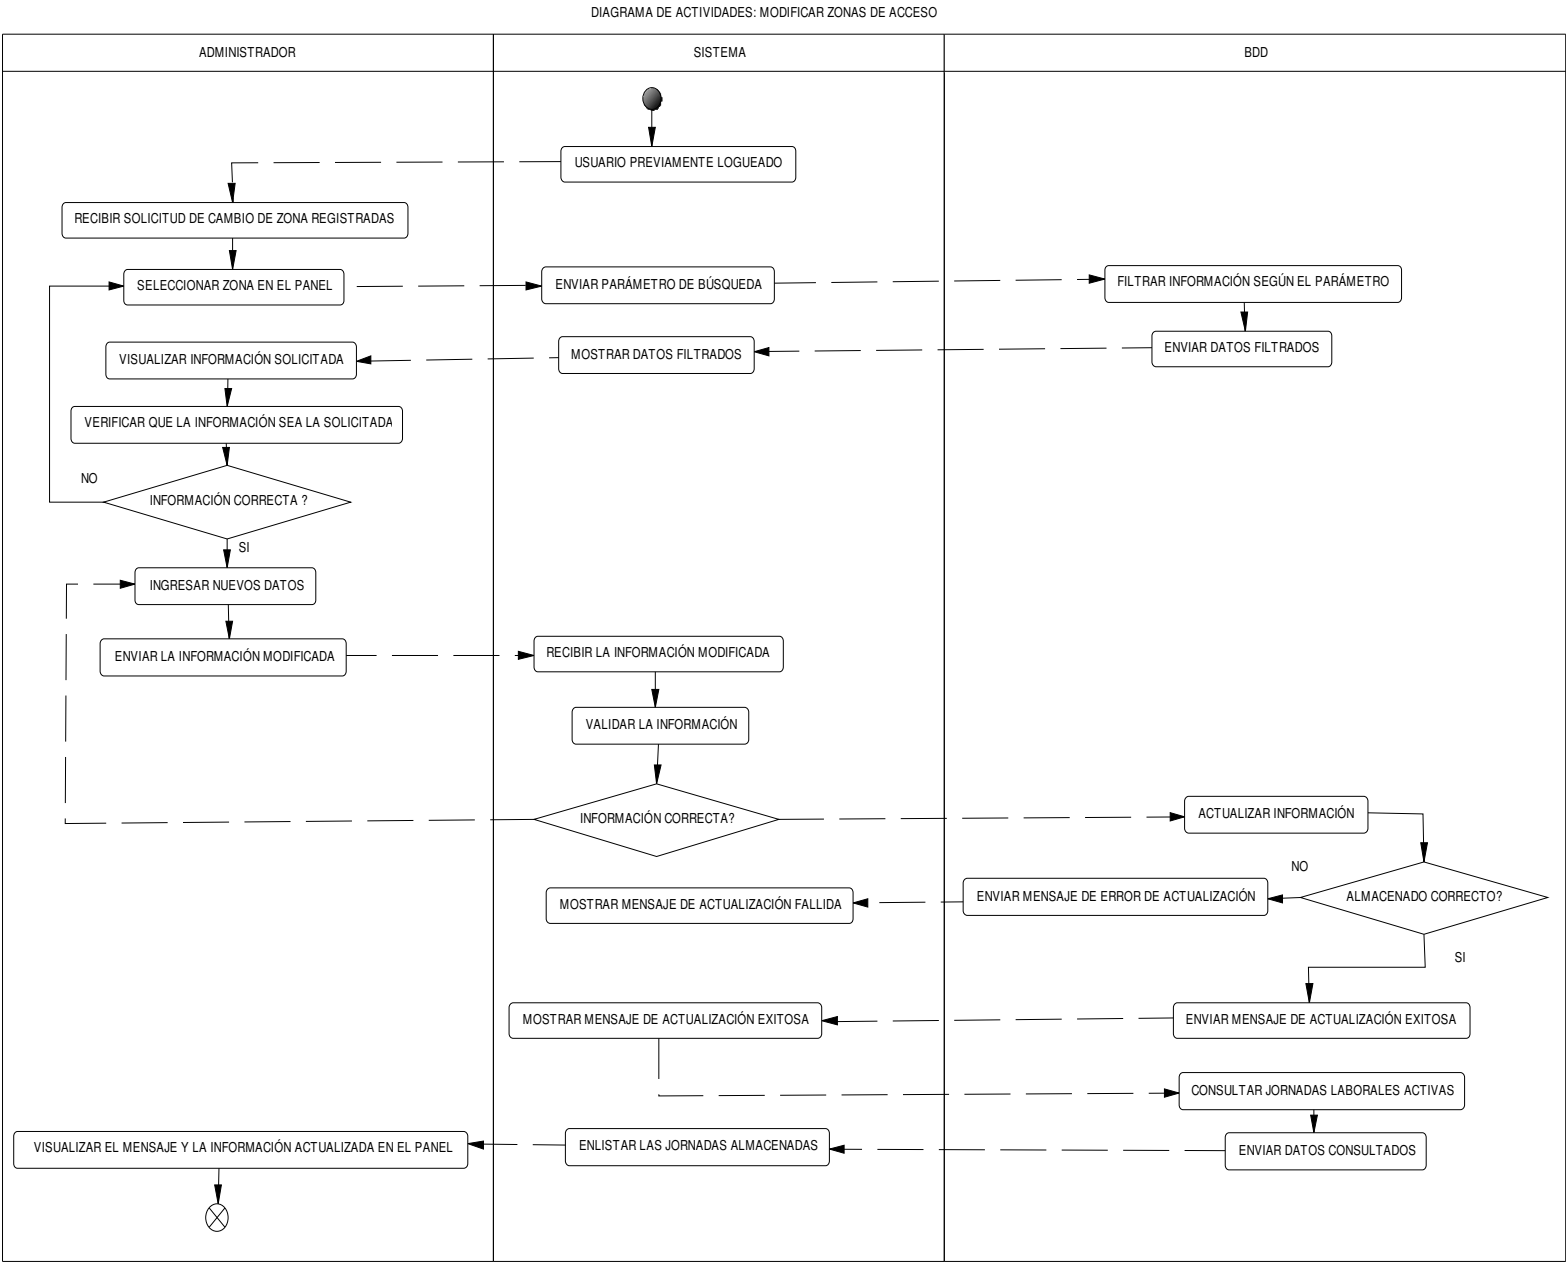 DIAGRAMA DE ACTIVIDADES: MODIFICAR ZONAS DE ACCESO
ADMINISTRADOR
SISTEMA
BDD
USUARIO PREVIAMENTE LOGUEADO
RECIBIR SOLICITUD DE CAMBIO DE ZONA REGISTRADAS
SELECCIONAR ZONA EN EL PANEL
ENVIAR PARÁMETRO DE BÚSQUEDA
FILTRAR INFORMACIÓN SEGÚN EL PARÁMETRO
VISUALIZAR INFORMACIÓN SOLICITADA
MOSTRAR DATOS FILTRADOS
ENVIAR DATOS FILTRADOS
VERIFICAR QUE LA INFORMACIÓN SEA LA SOLICITADA
NO
INFORMACIÓN CORRECTA ?
SI
INGRESAR NUEVOS DATOS
ENVIAR LA INFORMACIÓN MODIFICADA
RECIBIR LA INFORMACIÓN MODIFICADA
VALIDAR LA INFORMACIÓN
INFORMACIÓN CORRECTA?
ACTUALIZAR INFORMACIÓN
NO
ALMACENADO CORRECTO?
ENVIAR MENSAJE DE ERROR DE ACTUALIZACIÓN
MOSTRAR MENSAJE DE ACTUALIZACIÓN FALLIDA
SI
MOSTRAR MENSAJE DE ACTUALIZACIÓN EXITOSA
ENVIAR MENSAJE DE ACTUALIZACIÓN EXITOSA
CONSULTAR JORNADAS LABORALES ACTIVAS
VISUALIZAR EL MENSAJE Y LA INFORMACIÓN ACTUALIZADA EN EL PANEL
ENLISTAR LAS JORNADAS ALMACENADAS
ENVIAR DATOS CONSULTADOS